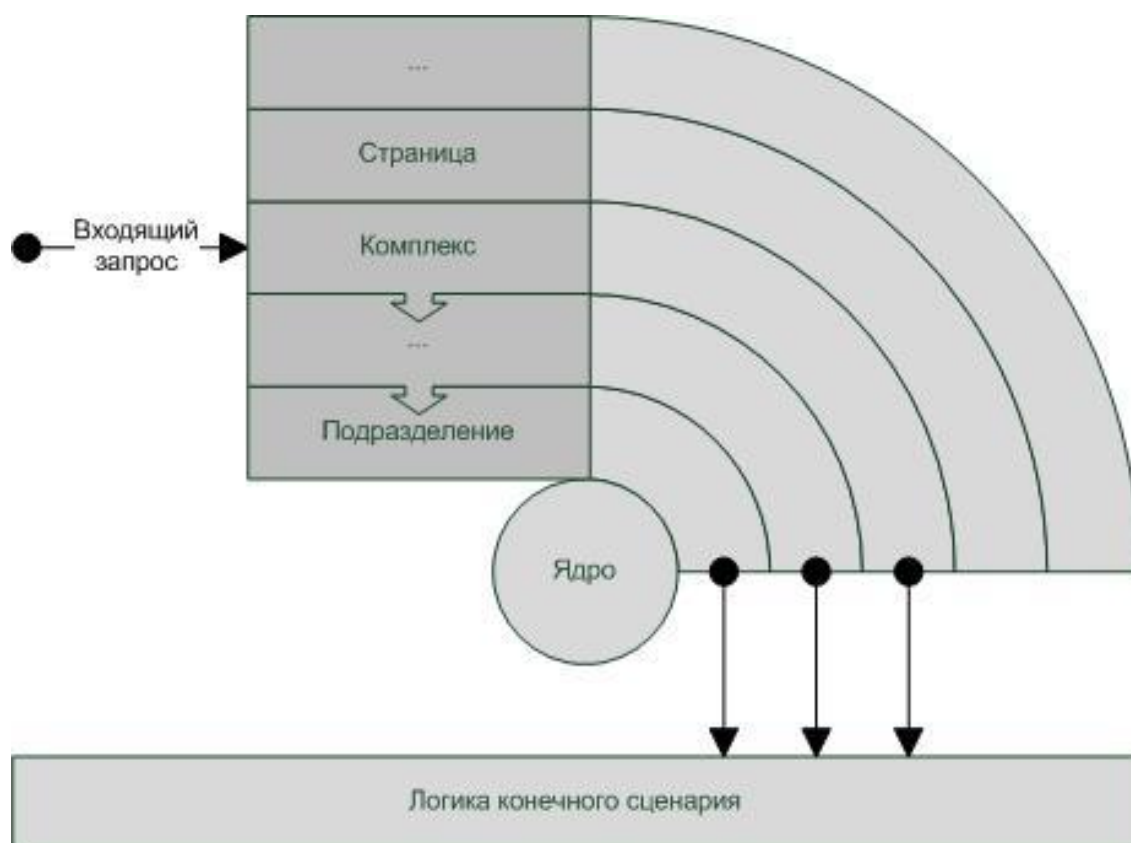 ...
Страница
Входящий
запрос
Комплекс
...
Подразделение
Ядро
Логика конечного сценария